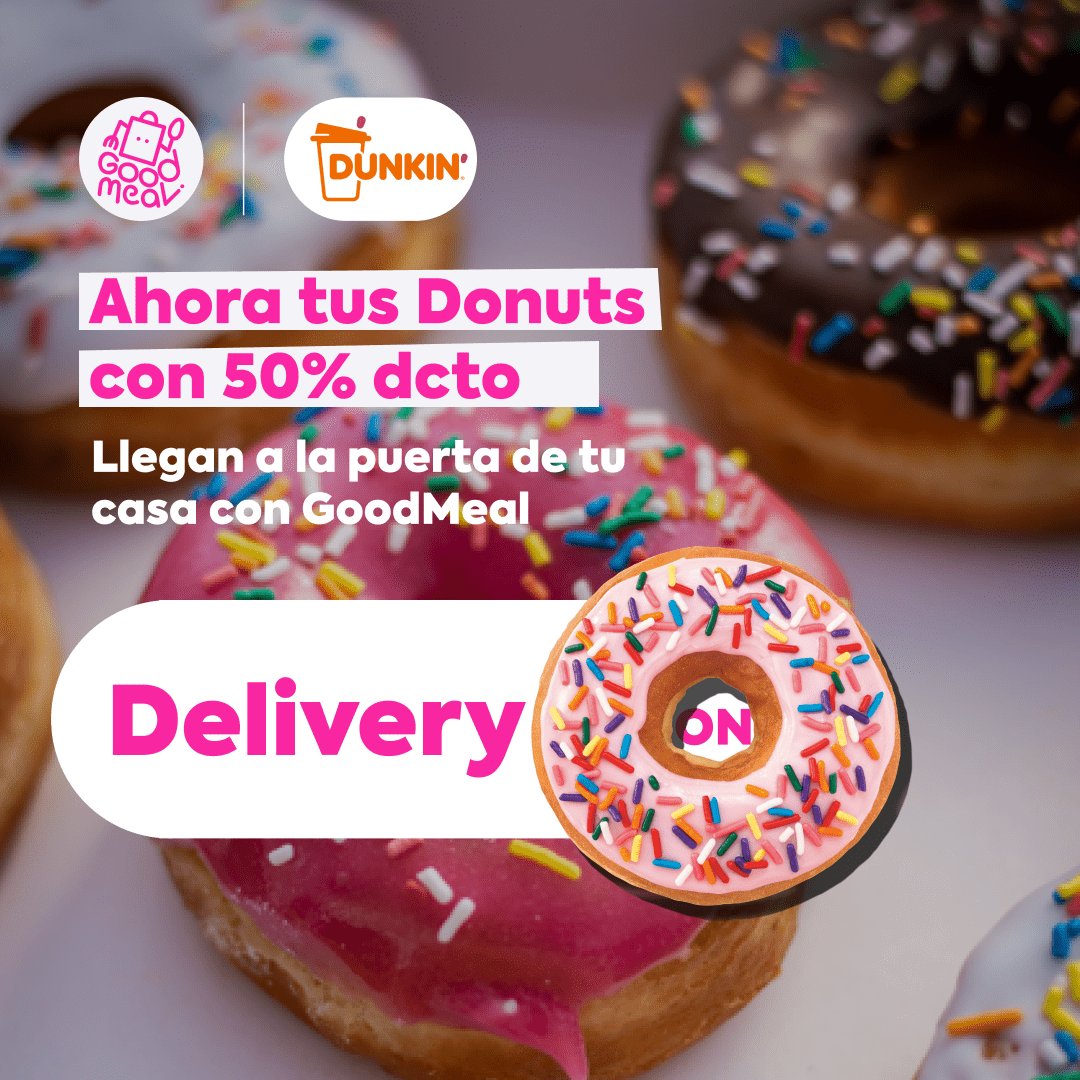 GOOD
MEAL.
DUNKIN'
Ahora tus Donuts
con 50% dcto
Llegan a la puerta de tu
casa con GoodMeal
Delivery ON